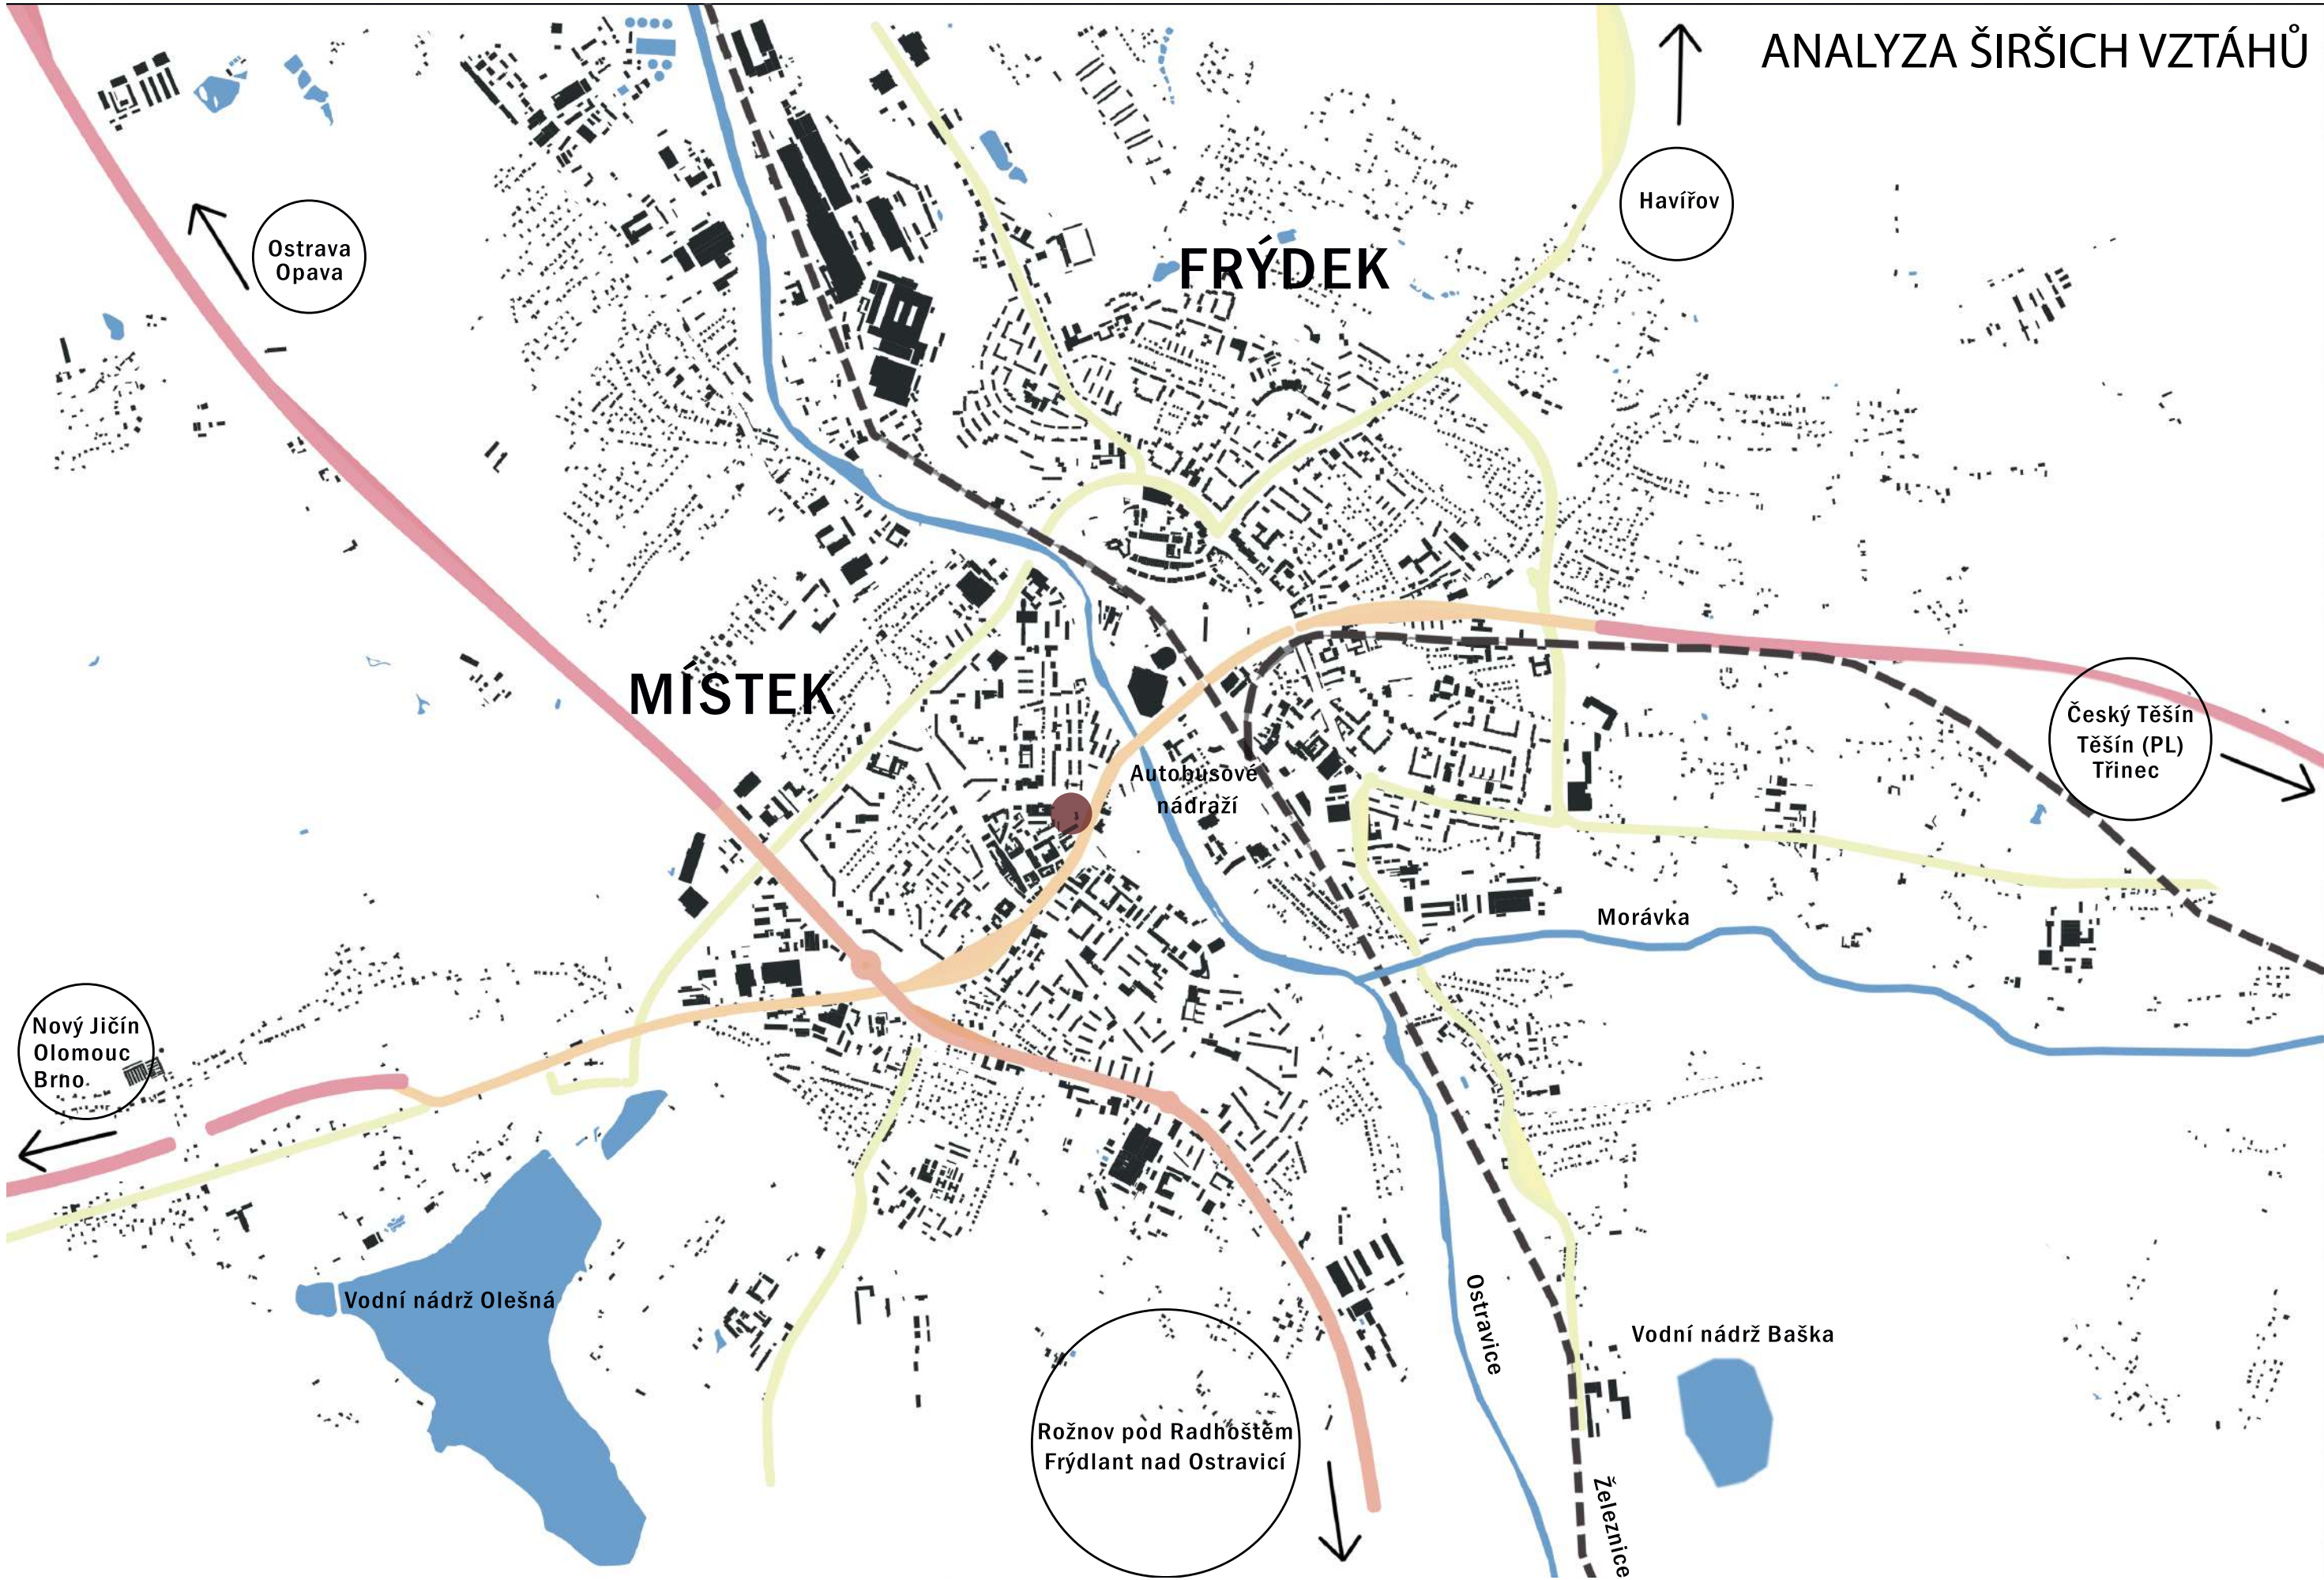 ANALYZA ŠIRŠICH VZTÁHŮ
Havířov
Ostrava
Opava
FRÝDEK
MÍSTEK
Český Těšín
Těšín (PL)
Třinec
Autobusové
nádraží
Morávka
Nový Jičín
Olomouc
Brno
Vodní nádrž Olešná
Ostravice
Vodní nádrž Baška
Rožnov pod Radhoštěm
Frýdlant nad Ostravicí
Železnice